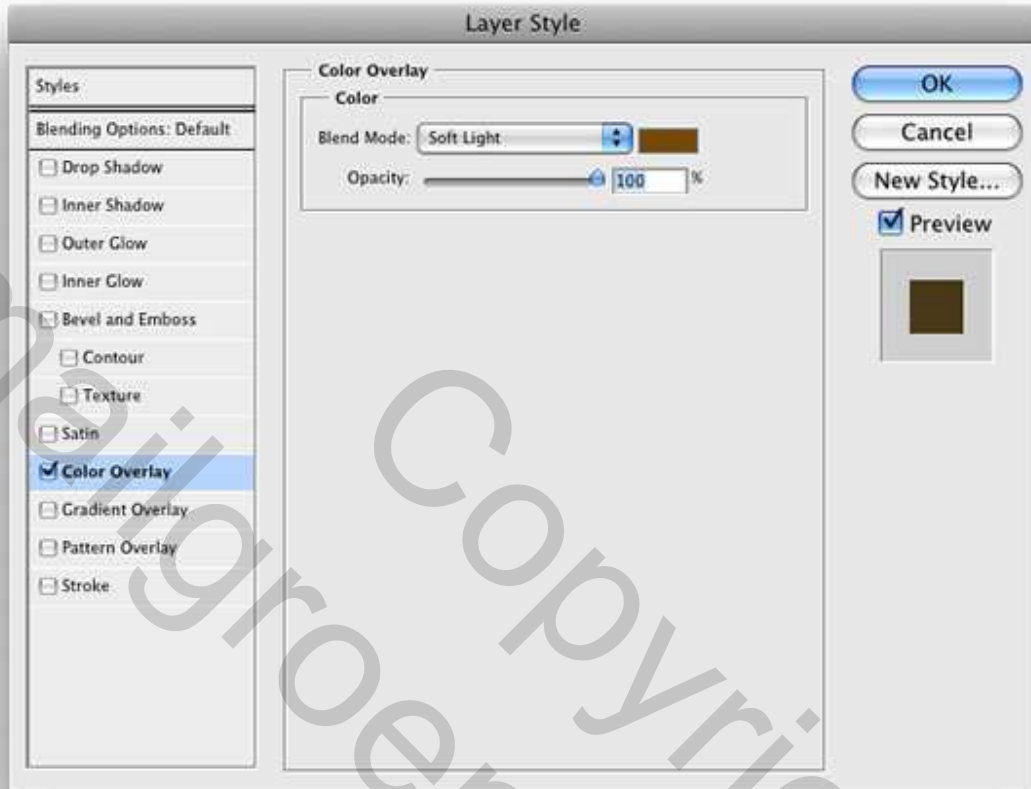 Layer Style
Styles
Blending Options: Default
Drop Shadow
Inner Shadow
Outer Glow
Inner Glow
Bevel and Emboss
Contour
Texture
Satin
Color Overlay
Gradient Overlay
Pattern Overlay
Stroke
Color Overlay
Color
Blend Mode: Soft Light
Opacity: 100 %
OK
Cancel
New Style...
Preview